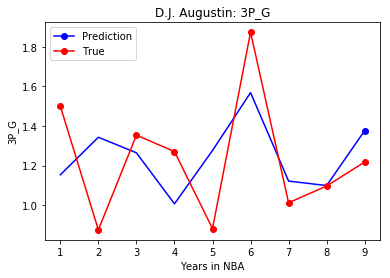 D.J. Augustin: 3P_G
Prediction
True
3P_G
1.8
1.6
1.4
1.2
1.0
1 2 3 4 5 6 7 8 9
Years in NBA